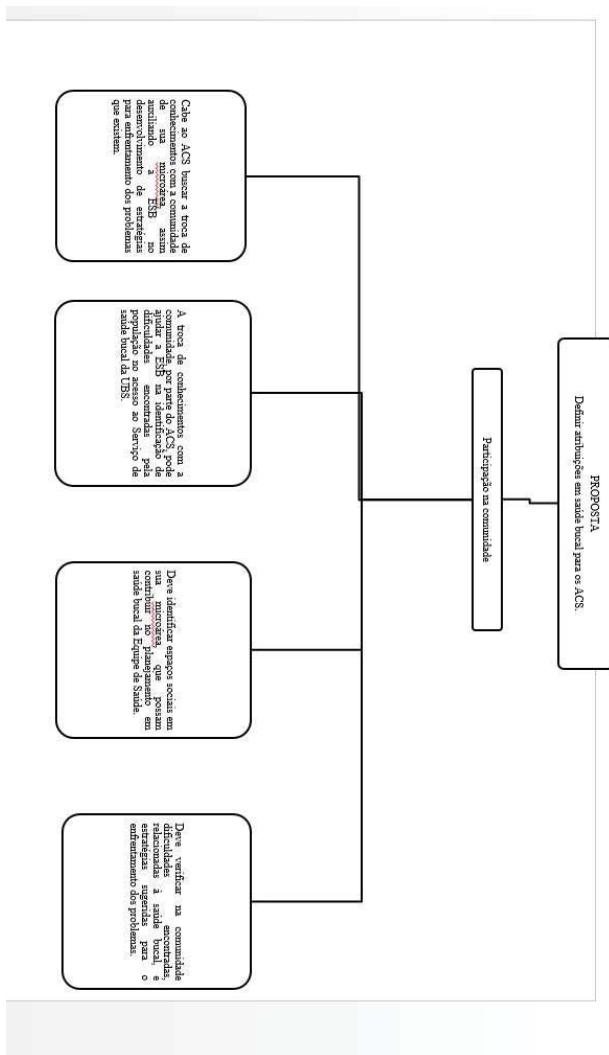 PROPOSTA
Definir atribuições em saúde bucal para os ACS.
Participação na comunidade
Cabe ao ACS buscar a troca de
conhecimentos com a comunidade
de sua microárea, assim
auxiliando a ESB no
desenvolvimento de estratégias
para enfrentamento dos problemas
que existem.
A troca de conhecimentos com a
comunidade por parte do ACS, pode
ajudar a ESB na identificação de
dificuldades encontradas pela
população no acesso ao Serviço de
saúde bucal da UBS.
Deve identificar espaços sociais em
sua microárea, que possam
contribuir no planejamento em
saúde bucal da Equipe de Saúde.
Deve verificar na comunidade
dificuldades encontradas,
relacionadas à saúde bucal, e
estratégias sugeridas para o
enfrentamento dos problemas.